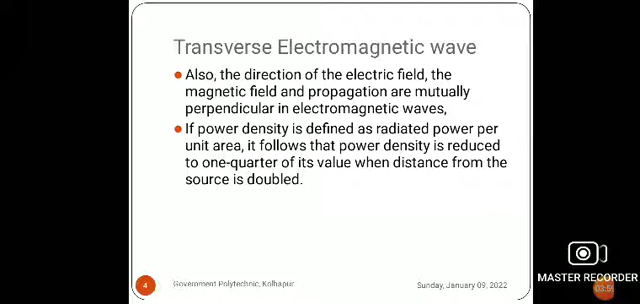 Transverse Electromagnetic wave
Also, the direction of the electric field, the
magnetic field and propagation are mutually
perpendicular in electromagnetic waves,
If power density is defined as radiated power per
unit area, it follows that power density is reduced
to one-quarter of its value when distance from the
source is doubled.
4
Government Polytechnic, Kolhapur
Sunday, January 09, 2022
MASTER RECORDER
03:59